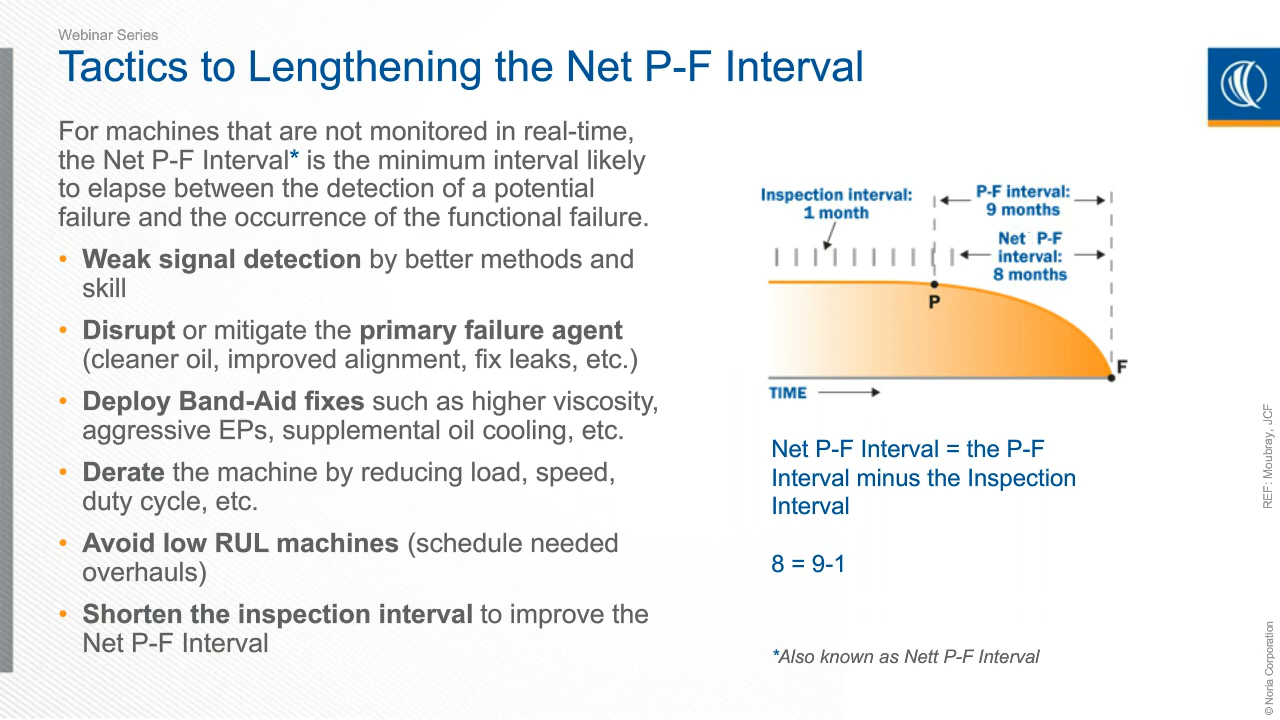 Webinar Series
Tactics to Lengthening the Net P-F Interval
For machines that are not monitored in real-time,
the Net P-F Interval* is the minimum interval likely
to elapse between the detection of a potential
failure and the occurrence of the functional failure.
• Weak signal detection by better methods and
skill
• Disrupt or mitigate the primary failure agent
(cleaner oil, improved alignment, fix leaks, etc.)
• Deploy Band-Aid fixes such as higher viscosity,
aggressive EPs, supplemental oil cooling, etc.
• Derate the machine by reducing load, speed,
duty cycle, etc.
• Avoid low RUL machines (schedule needed
overhauls)
• Shorten the inspection interval to improve the
Net P-F Interval
Inspection interval:
1 month
P-F interval:
9 months
Net P-F
interval:
8 months
P
F
TIME
Net P-F Interval = the P-F
Interval minus the Inspection
Interval
8 = 9-1
*Also known as Nett P-F Interval
REF: Moubray, JCF
© Noria Corporation